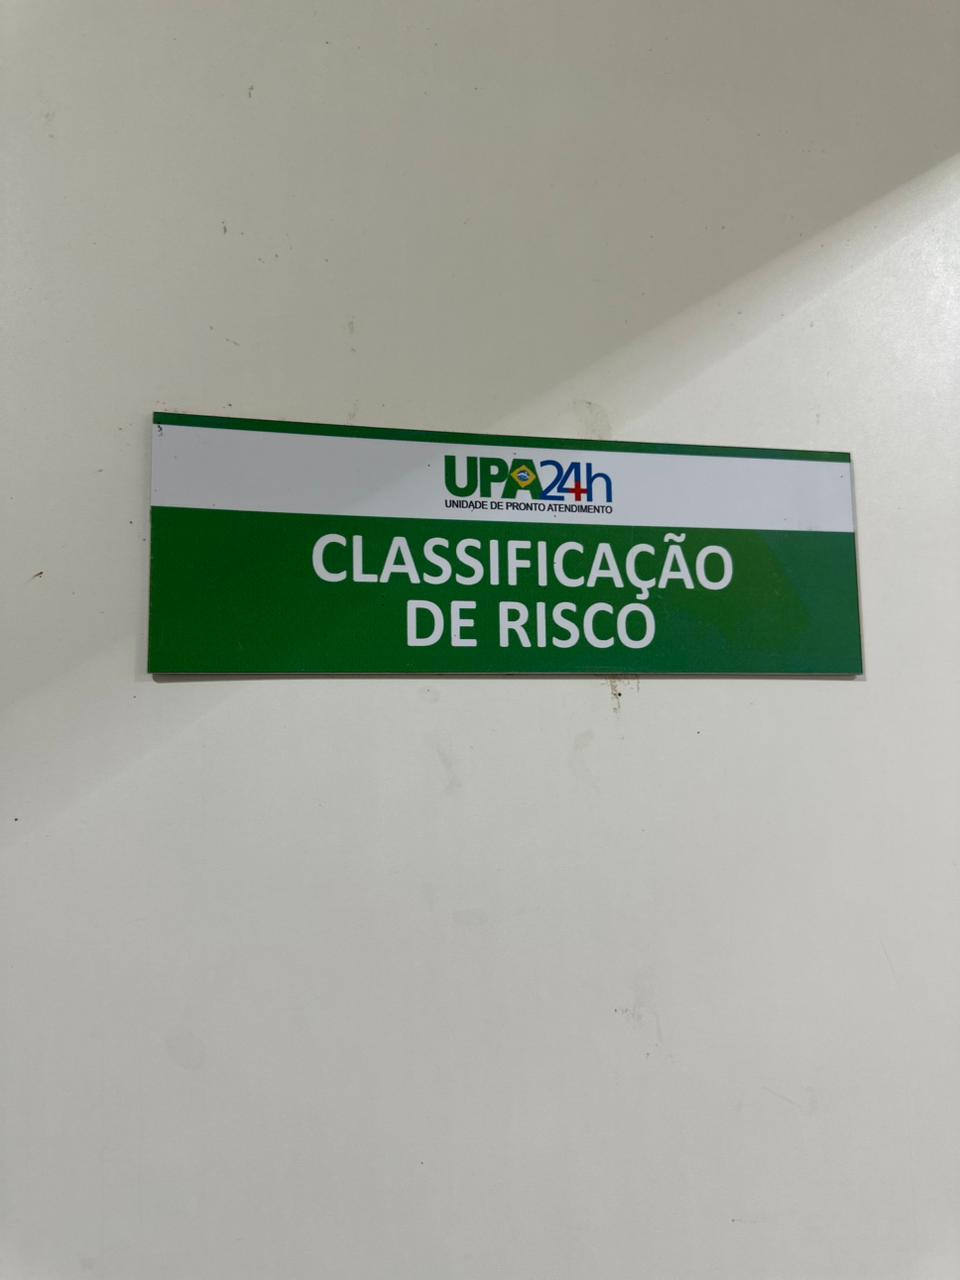 UPA24h
UNIDADE DE PRONTO ATENDIMENTO
CLASSIFICAÇÃO
DE RISCO